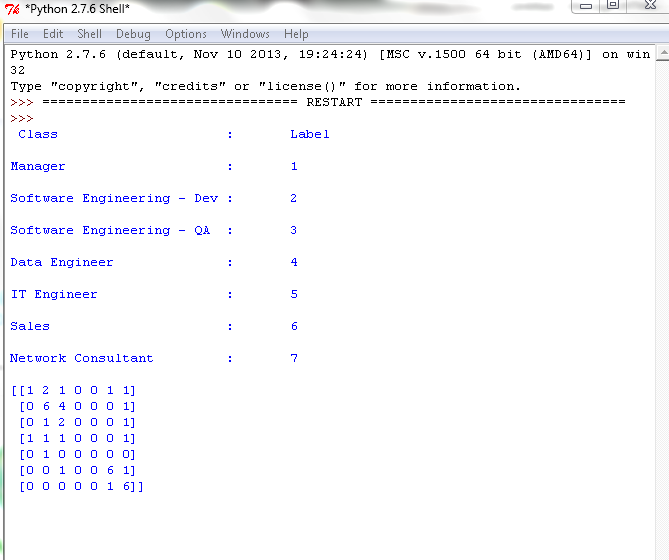 *Python 2.7.6 Shell*
File Edit Shell Debug Options Windows Help
Python 2.7.6 (default, Nov 10 2013, 19:24:24) [MSC v.1500 64 bit (AMD64)] on win
32
Type "copyright", "credits" or "license()" for more information.
>>> ================================ RESTART ================================
>>>
Class : Label
Manager : 1
Software Engineering - Dev : 2
Software Engineering - QA : 3
Data Engineer : 4
IT Engineer : 5
Sales : 6
Network Consultant : 7
[[1 2 1 0 0 1 1]
[0 6 4 0 0 0 1]
[0 1 2 0 0 0 1]
[1 1 1 0 0 0 1]
[0 1 0 0 0 0 0]
[0 0 1 0 0 6 1]
[0 0 0 0 0 1 6]]